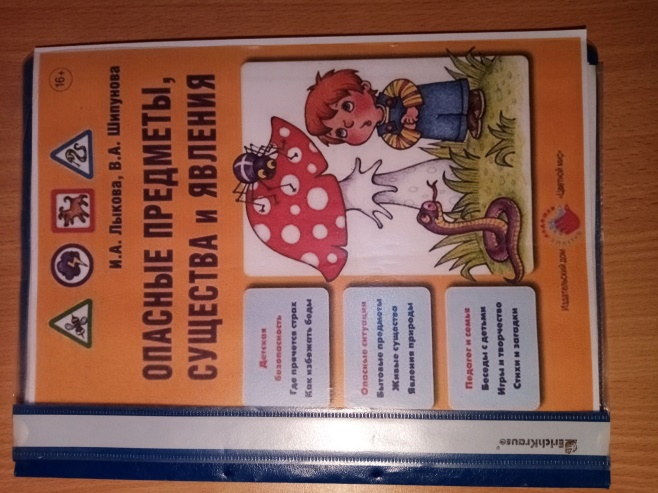 16+
И.А. Лыкова, В.А. Шипунова
ОПАСНЫЕ ПРЕДМЕТЫ,
СУЩЕСТВА И ЯВЛЕНИЯ
Детская
безопасность
Где прячется страх
Как избежать беды
Опасные ситуации
Бытовые предметы
Живые существа
Явления природы
Педагог и семья
Беседы с детьми
Игры и творчество
Стихи и загадки
Издательский дом «Цветной мир»
ErichKrause®